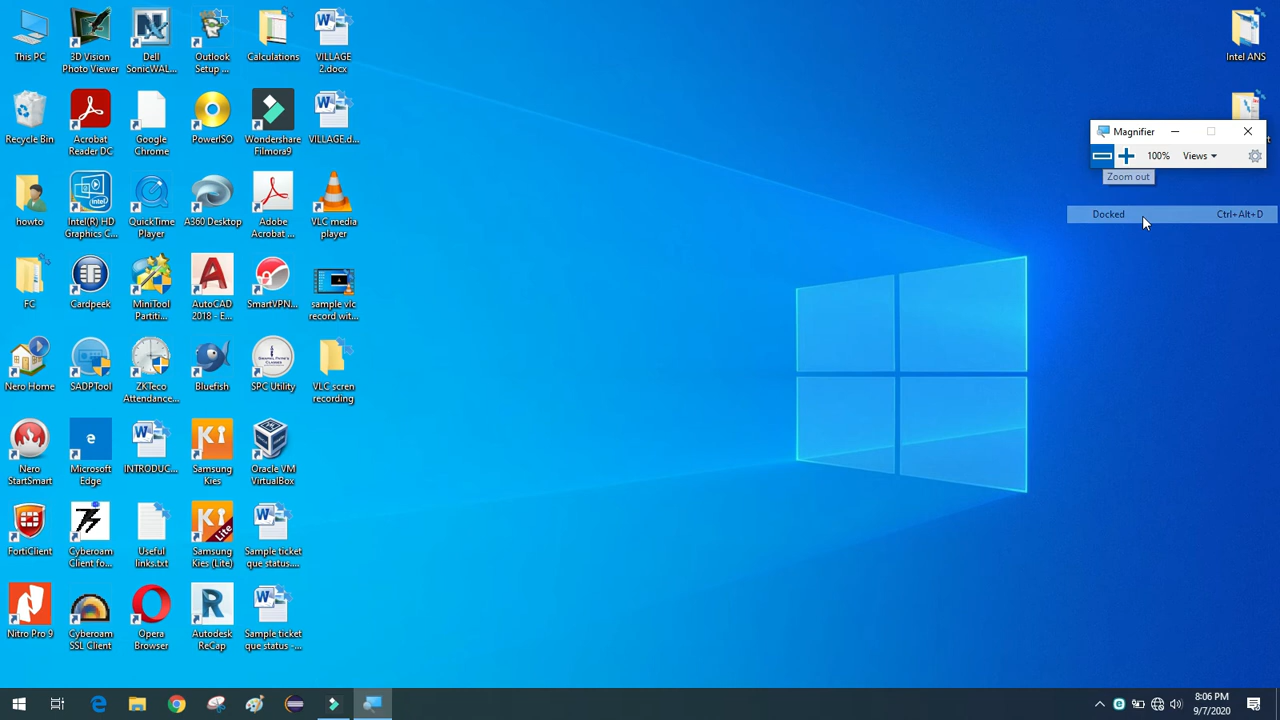 This PC
3D Vision
Photo Viewer
Dell
SonicWAL...
Outlook
Setup ...
Calculations
VILLAGE
2.docx
Intel ANS
Recycle Bin
Acrobat
Reader DC
Google
Chrome
PowerISO
Wondershare
Filmora9
VILLAGE.d...
Magnifier
100%
Views
Zoom out
howto
Intel(R) HD
Graphics C...
QuickTime
Player
A360 Desktop
Adobe
Acrobat ...
VLC media
player
Docked
Ctrl+Alt+D
FC
Cardpeek
MiniTool
Partiti...
AutoCAD
2018 - E...
SmartVPN...
sample vlc
record wit...
Nero Home
SADPTool
ZKTeco
Attendance...
Bluefish
SPC Utility
VLC scren
recording
Nero
StartSmart
Microsoft
Edge
INTRODUC...
Samsung
Kies
Oracle VM
VirtualBox
FortiClient
Cyberoam
Client fo...
Useful
links.txt
Lite
Samsung
Kies (Lite)
Sample ticket
que status....
Nitro Pro 9
Cyberoam
SSL Client
Opera
Browser
Autodesk
ReCap
Sample ticket
que status -...
8:06 PM
9/7/2020